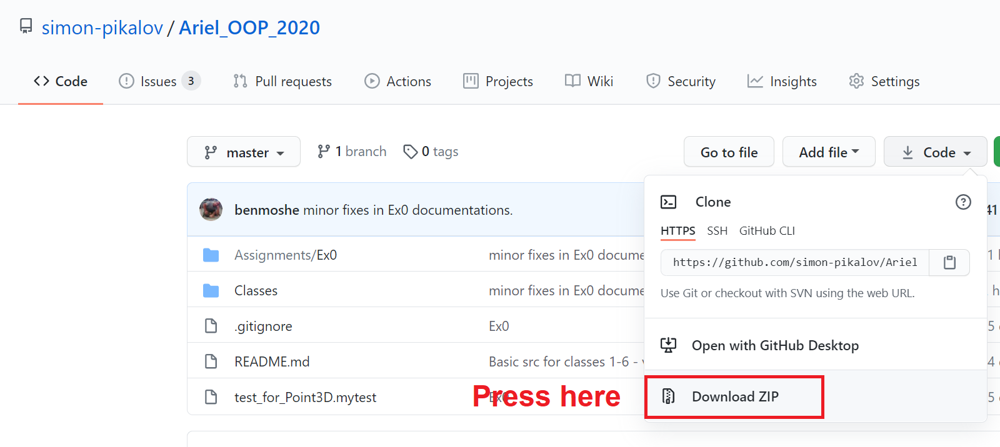 simon-pikalov / Ariel_OOP_2020
Code Issues 3 Pull requests Actions Projects Wiki Security Insights Settings
master 1 branch 0 tags Go to file Add file Code
benmoshe minor fixes in Ex0 documentations.
41
Clone
HTTPS SSH GitHub CLI
Assignments/Ex0 minor fixes in Ex0 docume
https://github.com/simon-pikalov/Ariel
Classes minor fixes in Ex0 docume
Use Git or checkout with SVN using the web URL.
.gitignore Ex0
5
Open with GitHub Desktop
README.md Basic src for classes 1-6 -
4
test_for_Point3D.mytest Ex0
5
Press here
Download ZIP